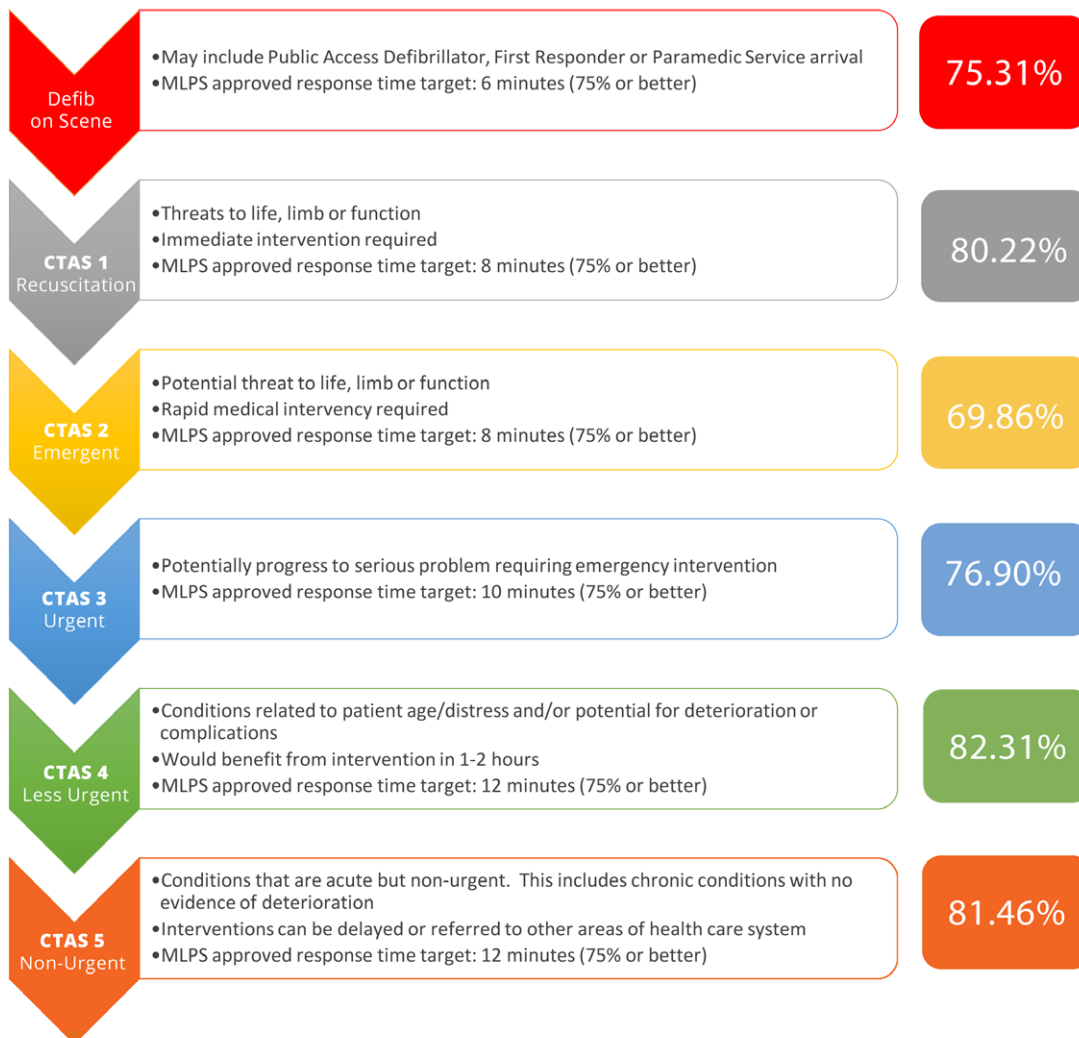 Defib
on Scene
•May include Public Access Defibrillator, First Responder or Paramedic Service arrival
•MLPS approved response time target: 6 minutes (75% or better)
75.31%
CTAS 1
Recuscitation
•Threats to life, limb or function
•Immediate intervention required
•MLPS approved response time target: 8 minutes (75% or better)
80.22%
CTAS 2
Emergent
•Potential threat to life, limb or function
•Rapid medical intervency required
•MLPS approved response time target: 8 minutes (75% or better)
69.86%
CTAS 3
Urgent
•Potentially progress to serious problem requiring emergency intervention
•MLPS approved response time target: 10 minutes (75% or better)
76.90%
CTAS 4
Less Urgent
•Conditions related to patient age/distress and/or potential for deterioration or
complications
•Would benefit from intervention in 1-2 hours
•MLPS approved response time target: 12 minutes (75% or better)
82.31%
CTAS 5
Non-Urgent
•Conditions that are acute but non-urgent.  This includes chronic conditions with no
evidence of deterioration
•Interventions can be delayed or referred to other areas of health care system
•MLPS approved response time target: 12 minutes (75% or better)
81.46%